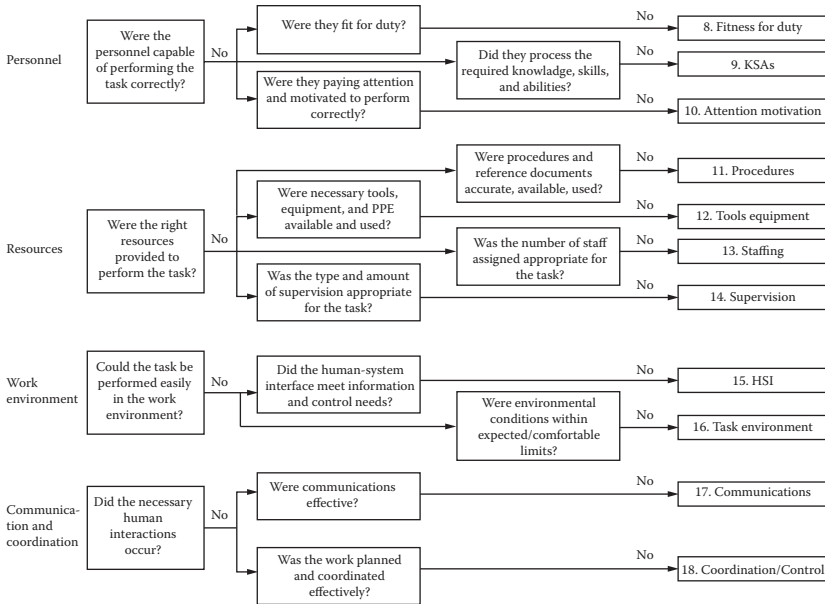 Personnel
Were the
personnel capable
of performing the
task correctly?
No
Were they fit for duty?
No
8. Fitness for duty
Did they process the
required knowladge, skills,
and abilities?
No
9. KSAs
Were they paying attention
and motivated to perform
correctly?
No
10. Attention motivation
Resources
Were the right
resources
provided to
perform the task?
No
Were procedures and
reference documents
accurate, available, used?
No
11. Procedures
Were necessary tools,
equipment, and PPE
available and used?
No
12. Tools equipment
Was the number of staff
assigned appropriate for
the task?
No
13. Staffing
Was the type and amount
of supervision appropriate
for the task?
No
14. Supervision
Work
environment
Could the task be
performed easily
in the work
environment?
No
Did the human-system
interface meet information
and control needs?
No
15. HSI
Were environmental
conditions within
expected/comfortable
limits?
No
16. Task environment
Communica-
tion and
coordination
Did the necessary
human
interactions
occur?
No
Were communications
effective?
No
17. Communications
Was the work planned
and coordinated
effectively?
No
18. Coordination/Control